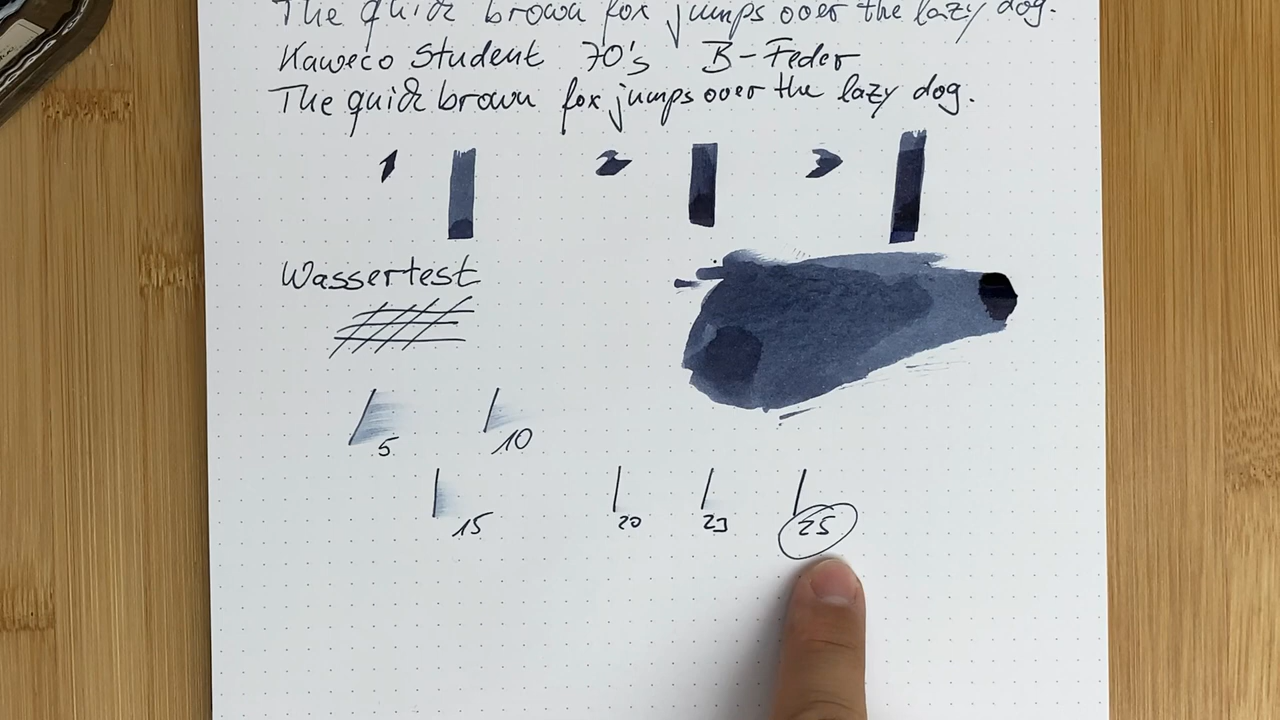 The quick brown fox jumps over the lazy dog.
Kaweco Student 70's B-Feder
The quick brown fox jumps over the lazy dog.
Wassertest
5 10
15 20 23 25